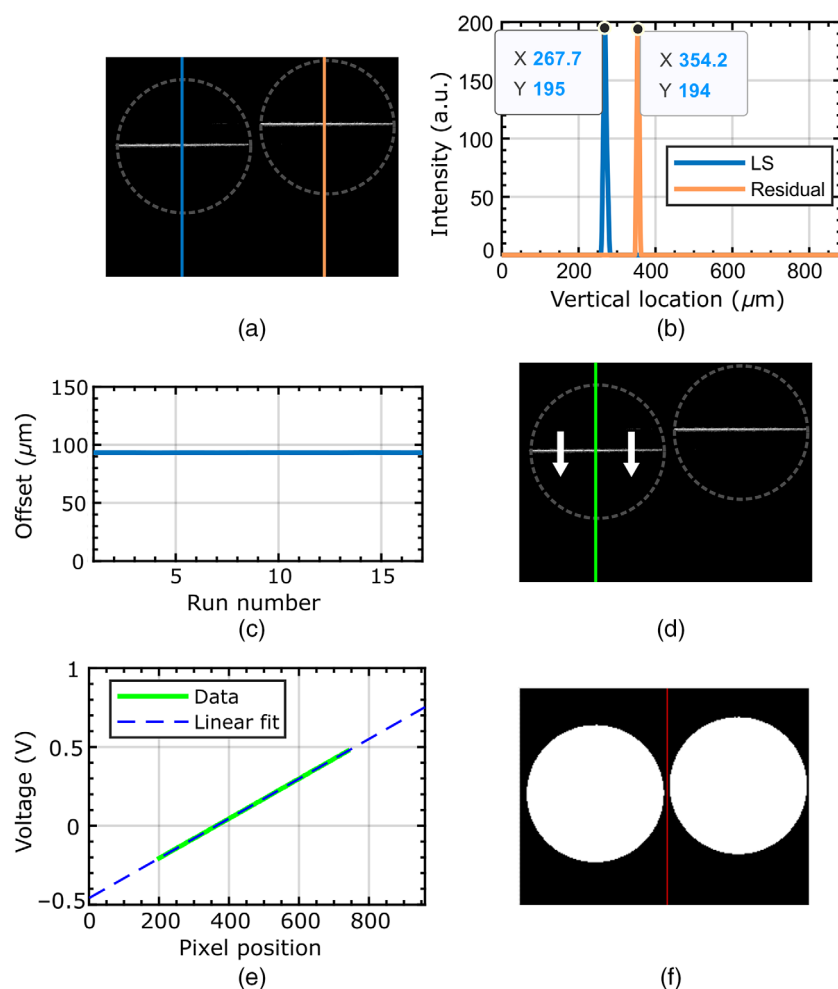 (a)
200
150
100
50
0
Intensity (a.u.)
X 267.7
Y 195
X 354.2
Y 194
LS
Residual
0 200 400 600 800
Vertical location (μm)
(b)
150
100
50
0
Offset (μm)
5 10 15
Run number
(c)
(d)
1
0.5
0
−0.5
Voltage (V)
Data
Linear fit
0 200 400 600 800
Pixel position
(e)
(f)